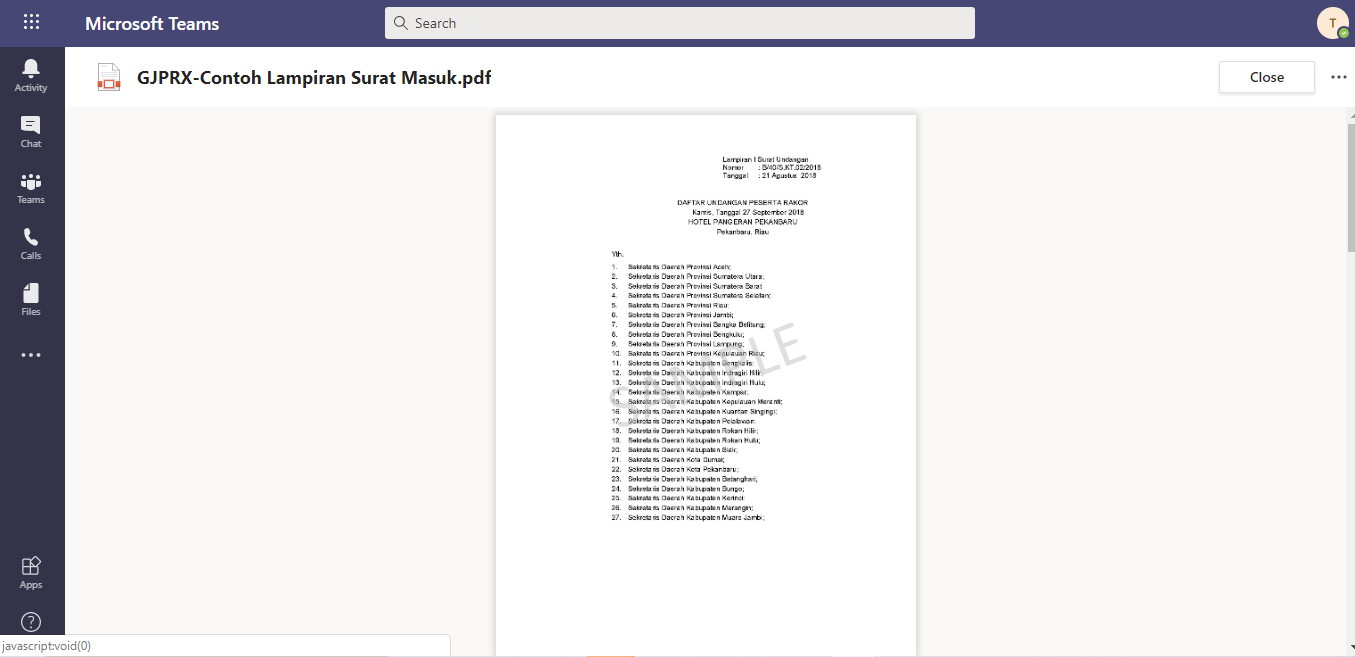 Microsoft Teams
Search
T
Activity
Chat
Teams
Calls
Files
Apps
GJPRX-Contoh Lampiran Surat Masuk.pdf
Close
Lampiran I Surat Undangan
Nomor : B/40/S.KT.02/2018
Tanggal : 21 Agustus 2018
DAFTAR UNDANGAN PESERTA RAKOR
Kamis, Tanggal 27 September 2018
HOTEL PANGERAN PEKANBARU
Pekanbaru, Riau
Yth.
1. Sekretaris Daerah Provinsi Aceh;
2. Sekretaris Daerah Provinsi Sumatera Utara;
3. Sekretaris Daerah Provinsi Sumatera Barat
4. Sekretaris Daerah Provinsi Sumatera Selatan;
5. Sekretaris Daerah Provinsi Riau;
6. Sekretaris Daerah Provinsi Jambi;
7. Sekretaris Daerah Provinsi Bangka Belitung;
8. Sekretaris Daerah Provinsi Bengkulu;
9. Sekretaris Daerah Provinsi Lampung;
10. Sekretaris Daerah Provinsi Kepulauan Riau;
11. Sekretaris Daerah Kabupaten Bengkalis;
12. Sekretaris Daerah Kabupaten Indragiri Hilir;
13. Sekretaris Daerah Kabupaten Indragiri Hulu;
14. Sekretaris Daerah Kabupaten Kampar;
15. Sekretaris Daerah Kabupaten Kepulauan Meranti;
16. Sekretaris Daerah Kabupaten Kuantan Singingi;
17. Sekretaris Daerah Kabupaten Pelalawan;
18. Sekretaris Daerah Kabupaten Rokan Hilir;
19. Sekretaris Daerah Kabupaten Rokan Hulu;
20. Sekretaris Daerah Kabupaten Siak;
21. Sekretaris Daerah Kota Dumai;
22. Sekretaris Daerah Kota Pekanbaru;
23. Sekretaris Daerah Kabupaten Batanghari;
24. Sekretaris Daerah Kabupaten Bungo;
25. Sekretaris Daerah Kabupaten Kerinci;
26. Sekretaris Daerah Kabupaten Merangin;
27. Sekretaris Daerah Kabupaten Muaro Jambi;
SAMPLE
javascript:void(0)